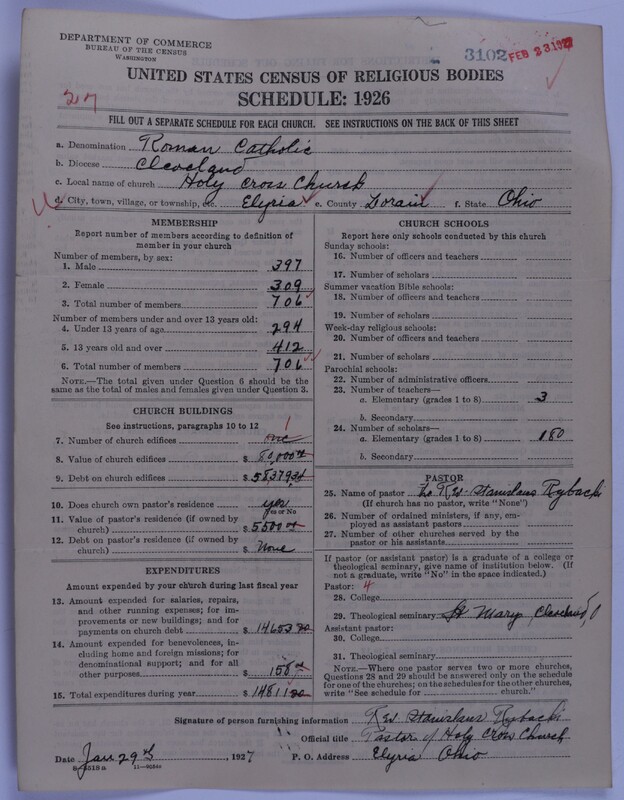 DEPARTMENT OF COMMERCE
BUREAU OF THE CENSUS
WASHINGTON
3102 FEB 23 1927
UNITED STATES CENSUS OF RELIGIOUS BODIES
SCHEDULE: 1926
27
FILL OUT A SEPARATE SCHEDULE FOR EACH CHURCH. SEE INSTRUCTIONS ON THE BACK OF THIS SHEET
a. Denomination Roman Catholic
b. Diocese Cleveland
c. Local name of church Holy Cross Church
d. City, town, village, or township, etc. Elyria e. County Lorain f. State Ohio
MEMBERSHIP
Report number of members according to definition of member in your church
Number of members, by sex:
1. Male 397
2. Female 309
3. Total number of members 706
Number of members under and over 13 years old:
4. Under 13 years of age 294
5. 13 years old and over 412
6. Total number of members 706
NOTE.—The total given under Question 6 should be
the same as the total of males and females given under Question 3.
CHURCH BUILDINGS
See instructions, paragraphs 10 to 12
1
7. Number of church edifices one
8. Value of church edifices $ 80,000
9. Debt on church edifices $ 58379
10. Does church own pastor's residence yes
Yes or No
11. Value of pastor's residence (if owned by
church) $ 5500
12. Debt on pastor's residence (if owned by
church) $ None
EXPENDITURES
Amount expended by your church during last fiscal year
13. Amount expended for salaries, repairs,
and other running expenses; for im-
provements or new buildings; and for
payments on church debt $ 14653
14. Amount expended for benevolences, in-
cluding home and foreign missions; for
denominational support; and for all
other purposes $ 158
15. Total expenditures during year $ 14811
CHURCH SCHOOLS
Report here only schools conducted by this church
Sunday schools:
16. Number of officers and teachers
17. Number of scholars
Summer vacation Bible schools:
18. Number of officers and teachers
19. Number of scholars
Week-day religious schools:
20. Number of officers and teachers
21. Number of scholars
Parochial schools:
22. Number of administrative officers
23. Number of teachers—
a. Elementary (grades 1 to 8) 3
b. Secondary
24. Number of scholars—
a. Elementary (grades 1 to 8) 180
b. Secondary
PASTOR
25. Name of pastor The Rev. Stanislaus Rybacki
(If church has no pastor, write "None")
26. Number of ordained ministers, if any, em-
ployed as assistant pastors
27. Number of other churches served by the
pastor or his assistants
If pastor (or assistant pastor) is a graduate of a college or
theological seminary, give name of institution below. (If
not a graduate, write "No" in the space indicated.)
Pastor: 4
28. College
29. Theological seminary St Mary, Cleveland, O
Assistant pastor:
30. College
31. Theological seminary
NOTE.—Where one pastor serves two or more churches,
Questions 28 and 29 should be answered only on the schedule
for one of the churches; on the schedules for the other churches,
write "See schedule for church."
Signature of person furnishing information Rev Stanislaus Rybacki
Official title Pastor of Holy Cross Church
Date Jan 29th, 1927 P. O. Address Elyria Ohio